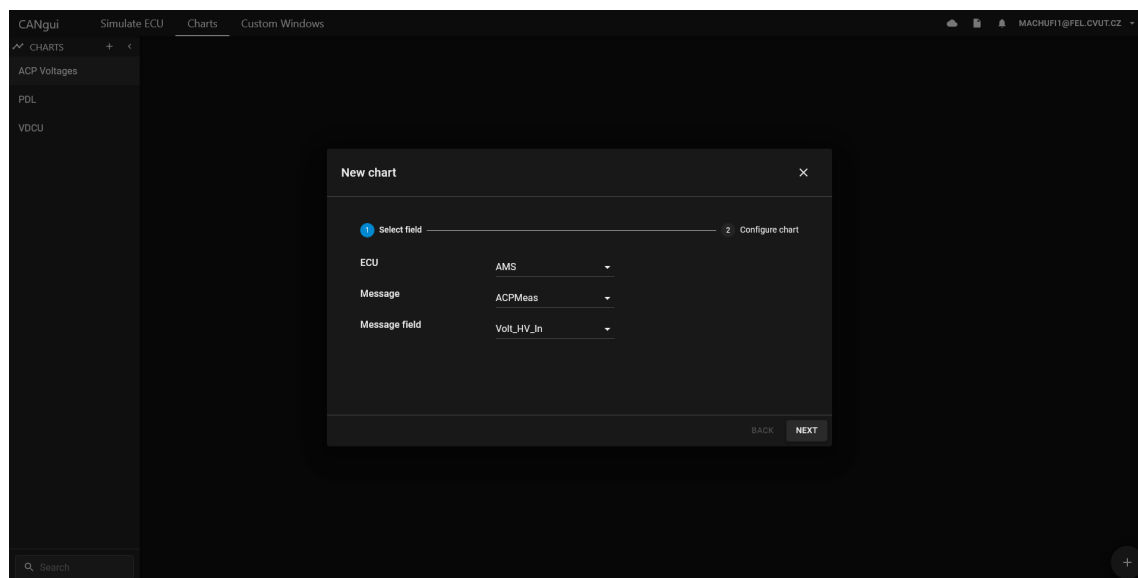 CANgui Simulate ECU Charts Custom Windows MACHUFI1@FEL.CVUT.CZ
CHARTS
ACP Voltages
PDL
VDCU
New chart
1 Select field 2 Configure chart
ECU AMS
Message ACPMeas
Message field Volt_HV_In
BACK NEXT
Search